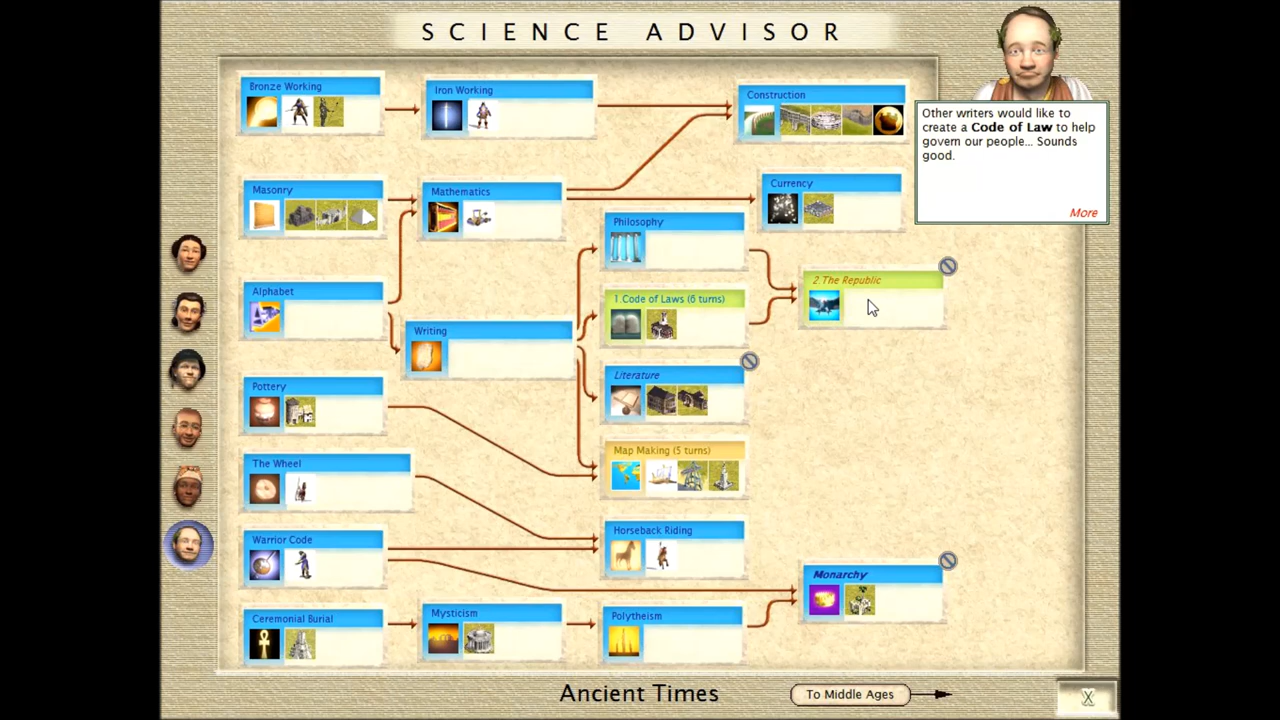 SCIENCE ADVISOR
Bronze Working
Iron Working
Construction
Other writers would like to
create a Code of Law to help
govern our people... Sounds
good.
More
Masonry
Mathematics
Currency
Philosophy
2.The Republic
Alphabet
1.Code of Laws (6 turns)
Writing
Literature
Pottery
Map Making (5 turns)
The Wheel
Horseback Riding
Warrior Code
Monarchy
Ceremonial Burial
Mysticism
Polytheism
Ancient Times
To Middle Ages
X